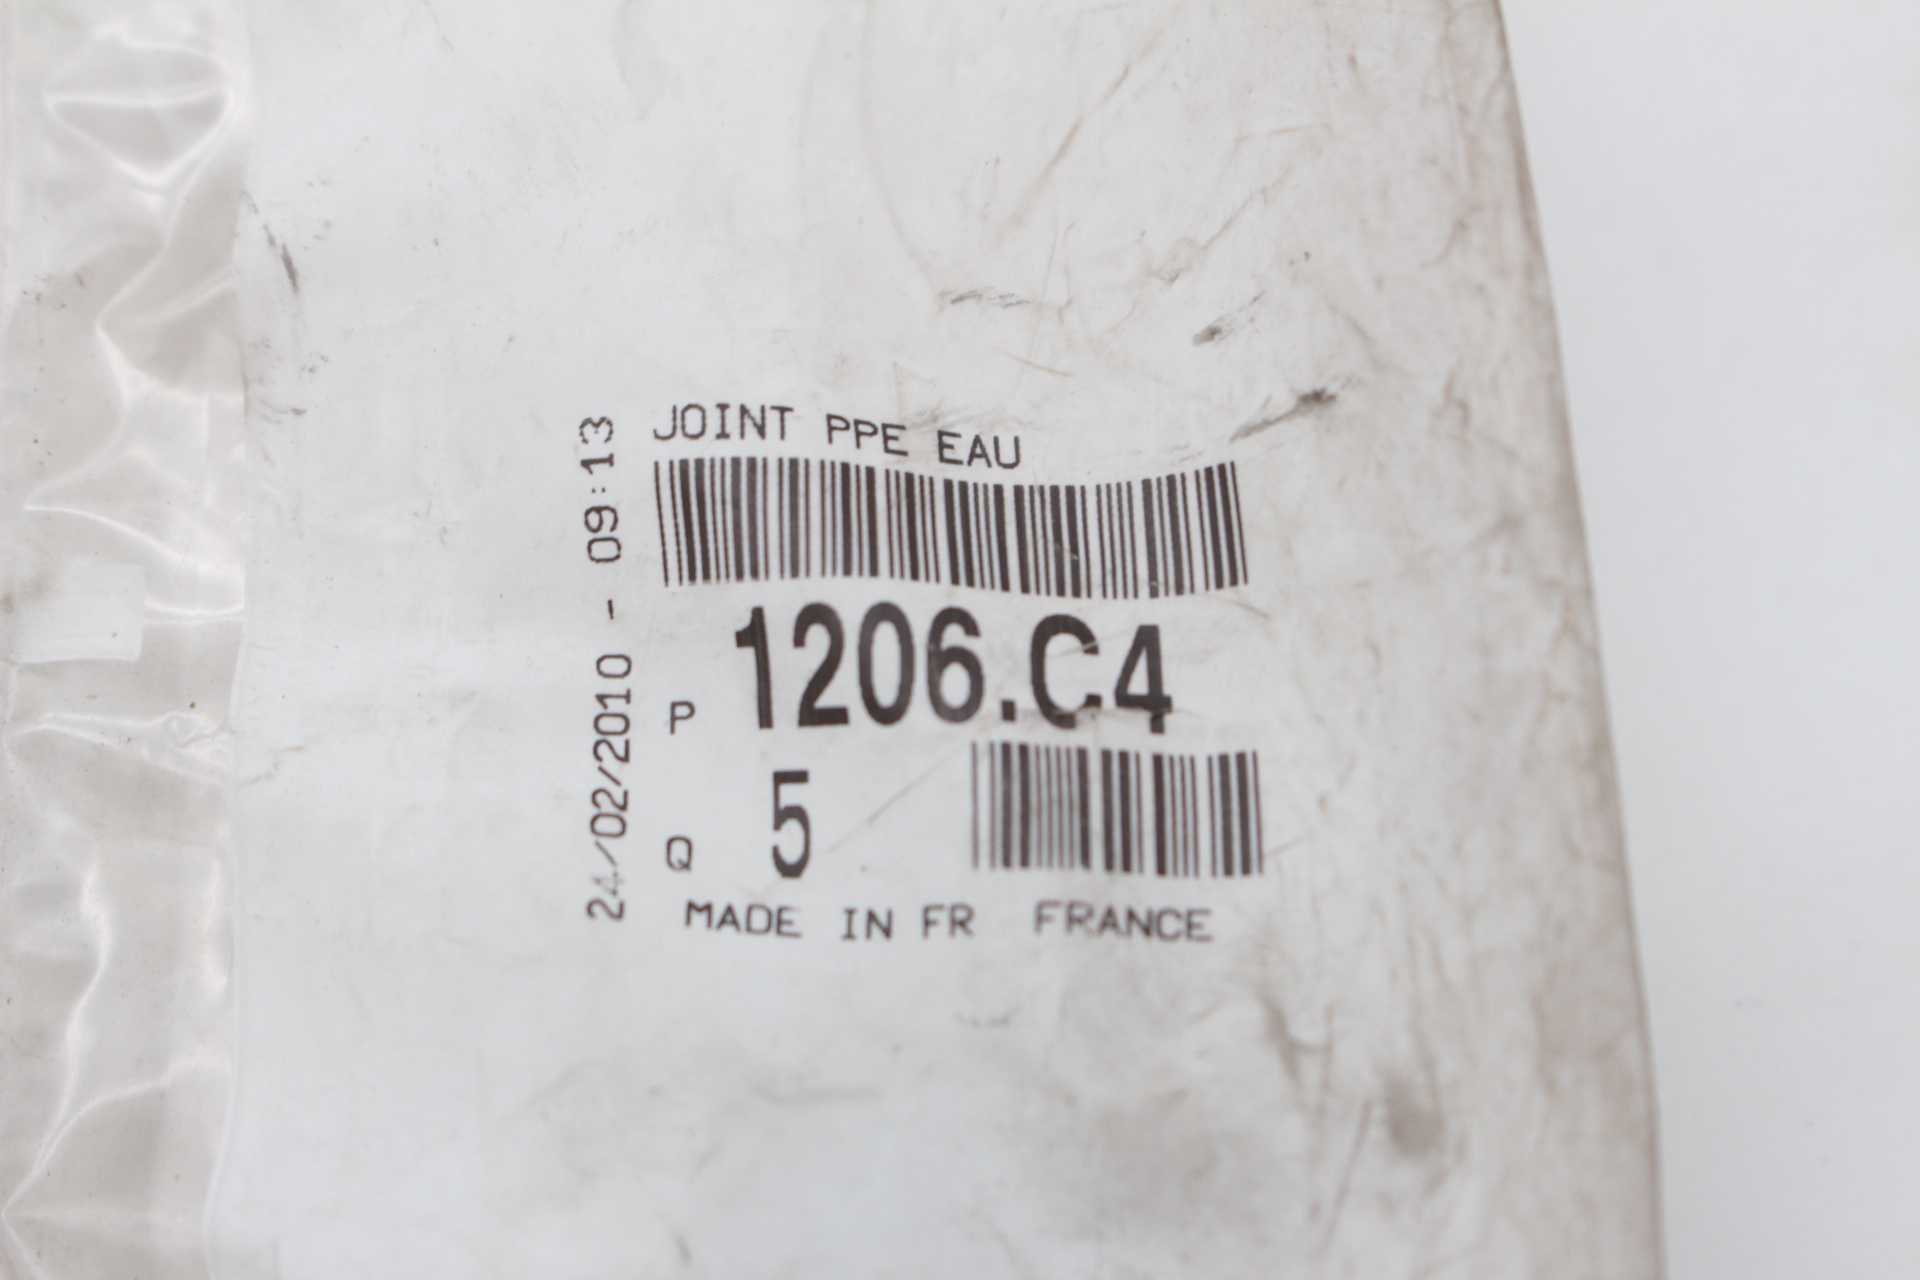 JOINT PPE EAU
24/02/2010 - 09:13
P 1206.C4
Q 5
MADE IN FR FRANCE